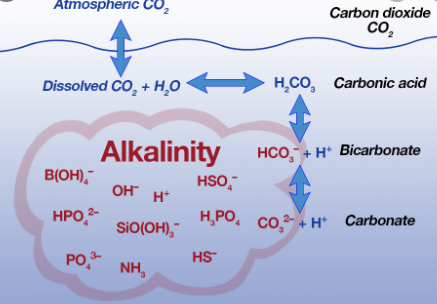 Atmospheric CO₂
Carbon dioxide
CO₂
Dissolved CO₂ + H₂O
H₂CO₃
Carbonic acid
Alkalinity
HCO₃⁻ + H⁺
Bicarbonate
B(OH)₄⁻
OH⁻
H⁺
HSO₄⁻
HPO₄²⁻
SiO(OH)₃⁻
H₃PO₄
CO₃²⁻ + H⁺
Carbonate
PO₄³⁻
NH₃
HS⁻